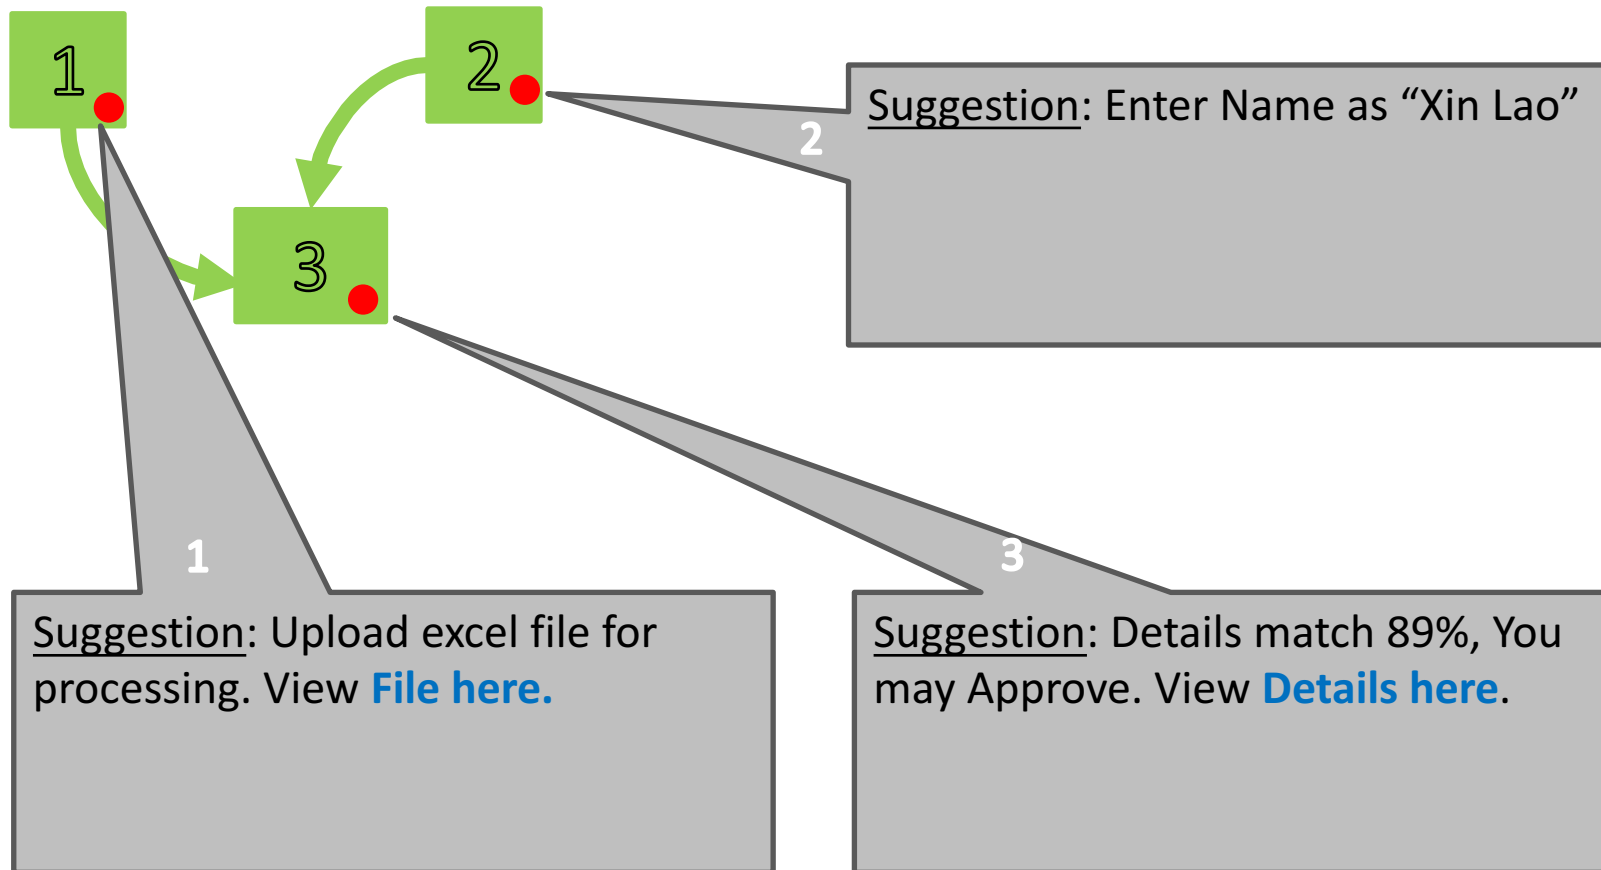 1
2
3
2
Suggestion: Enter Name as “Xin Lao”
1
Suggestion: Upload excel file for
processing. View File here.
3
Suggestion: Details match 89%, You
may Approve. View Details here.